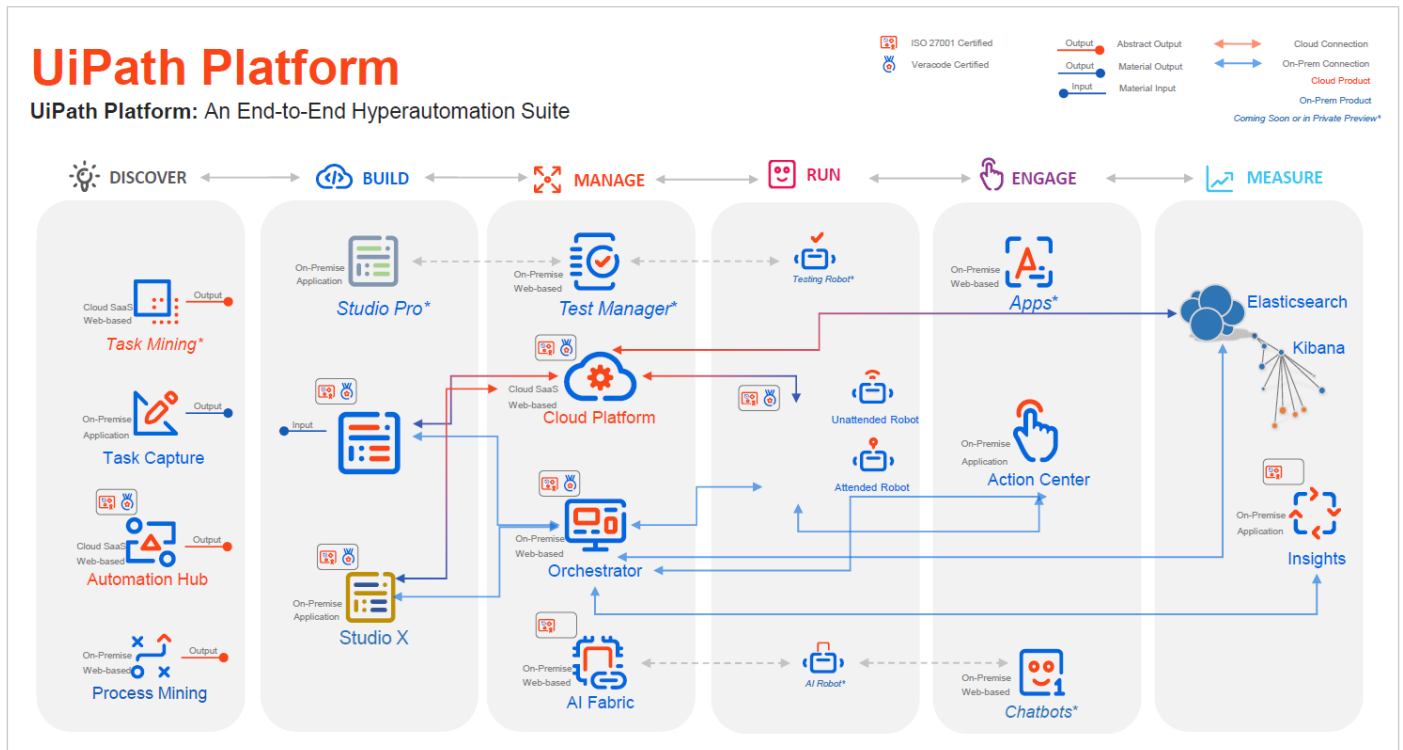 UiPath Platform
UiPath Platform: An End-to-End Hyperautomation Suite
ISO 27001 Certified
Veracode Certified
Output Abstract Output
Output Material Output
Input Material Input
Cloud Connection
On-Prem Connection
Cloud Product
On-Prem Product
Coming Soon or in Private Preview*
DISCOVER
BUILD
MANAGE
RUN
ENGAGE
MEASURE
Cloud SaaS
Web-based
Output
Task Mining*
On-Premise
Application
Output
Task Capture
Cloud SaaS
Web-based
Output
Automation Hub
On-Premise
Web-based
Output
Process Mining
On-Premise
Application
Studio Pro*
Input
On-Premise
Application
Studio X
On-Premise
Web-based
Test Manager*
Cloud SaaS
Web-based
Cloud Platform
On-Premise
Web-based
Orchestrator
On-Premise
Web-based
AI Fabric
Testing Robot*
Unattended Robot
Attended Robot
AI Robot*
On-Premise
Web-based
Apps*
On-Premise
Application
Action Center
On-Premise
Web-based
1
Chatbots*
Elasticsearch
Kibana
On-Premise
Application
Insights